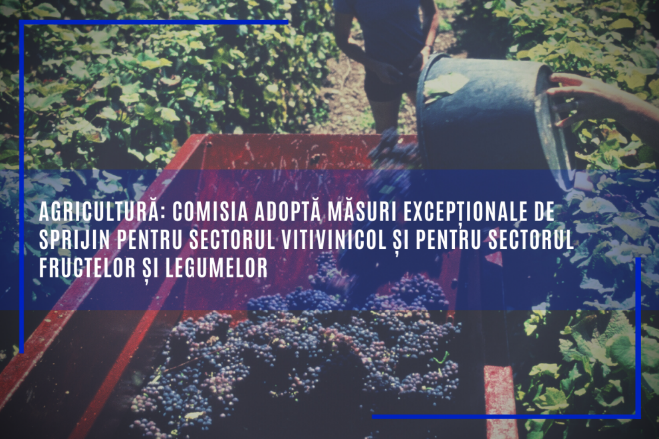 AGRICULTURĂ: COMISIA ADOPTĂ MĂSURI EXCEPȚIONALE DE
SPRIJIN PENTRU SECTORUL VITIVINICOL ȘI PENTRU SECTORUL
FRUCTELOR ȘI LEGUMELOR